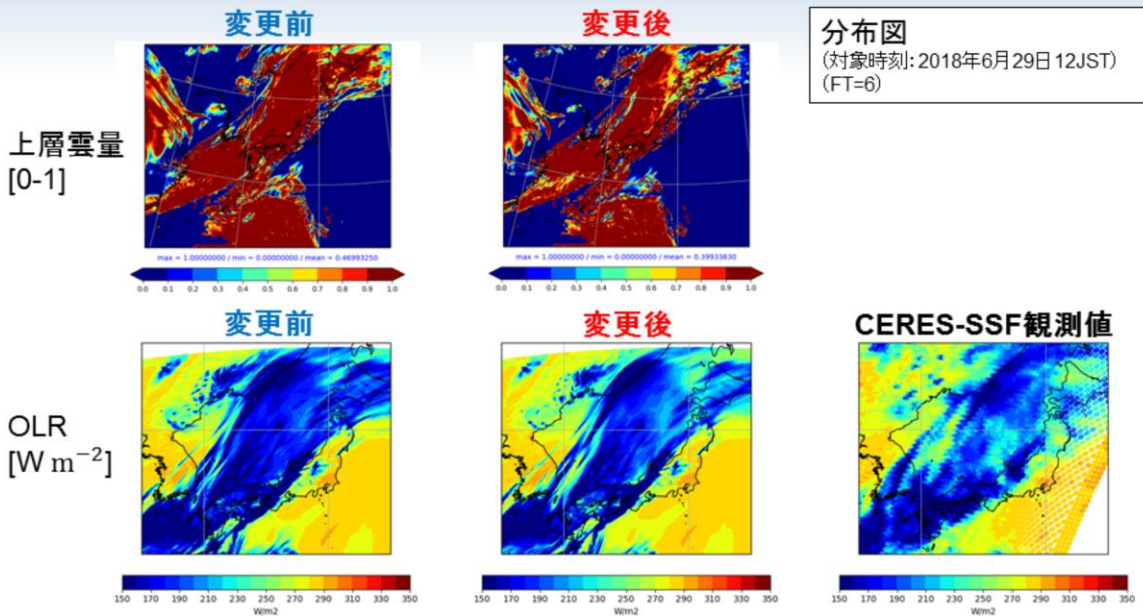 変更前
変更後
分布図
(対象時刻:2018年6月29日12JST)
(FT=6)
上層雲量
[0-1]
max = 1.00000000 / min = 0.00000000 / mean = 0.46993250
max = 1.00000000 / min = 0.00000000 / mean = 0.39933630
0.0 0.1 0.2 0.3 0.4 0.5 0.6 0.7 0.8 0.9 1.0
0.0 0.1 0.2 0.3 0.4 0.5 0.6 0.7 0.8 0.9 1.0
変更前
変更後
CERES-SSF観測値
OLR
[W m⁻²]
150 170 190 210 230 250 270 290 310 330 350
W/m2
150 170 190 210 230 250 270 290 310 330 350
W/m2
150 170 190 210 230 250 270 290 310 330 350
W/m2